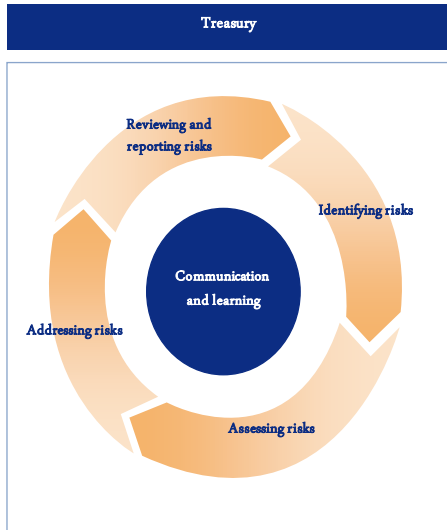 Treasury
Reviewing and
reporting risks
Identifying risks
Communication
and learning
Addressing risks
Assessing risks